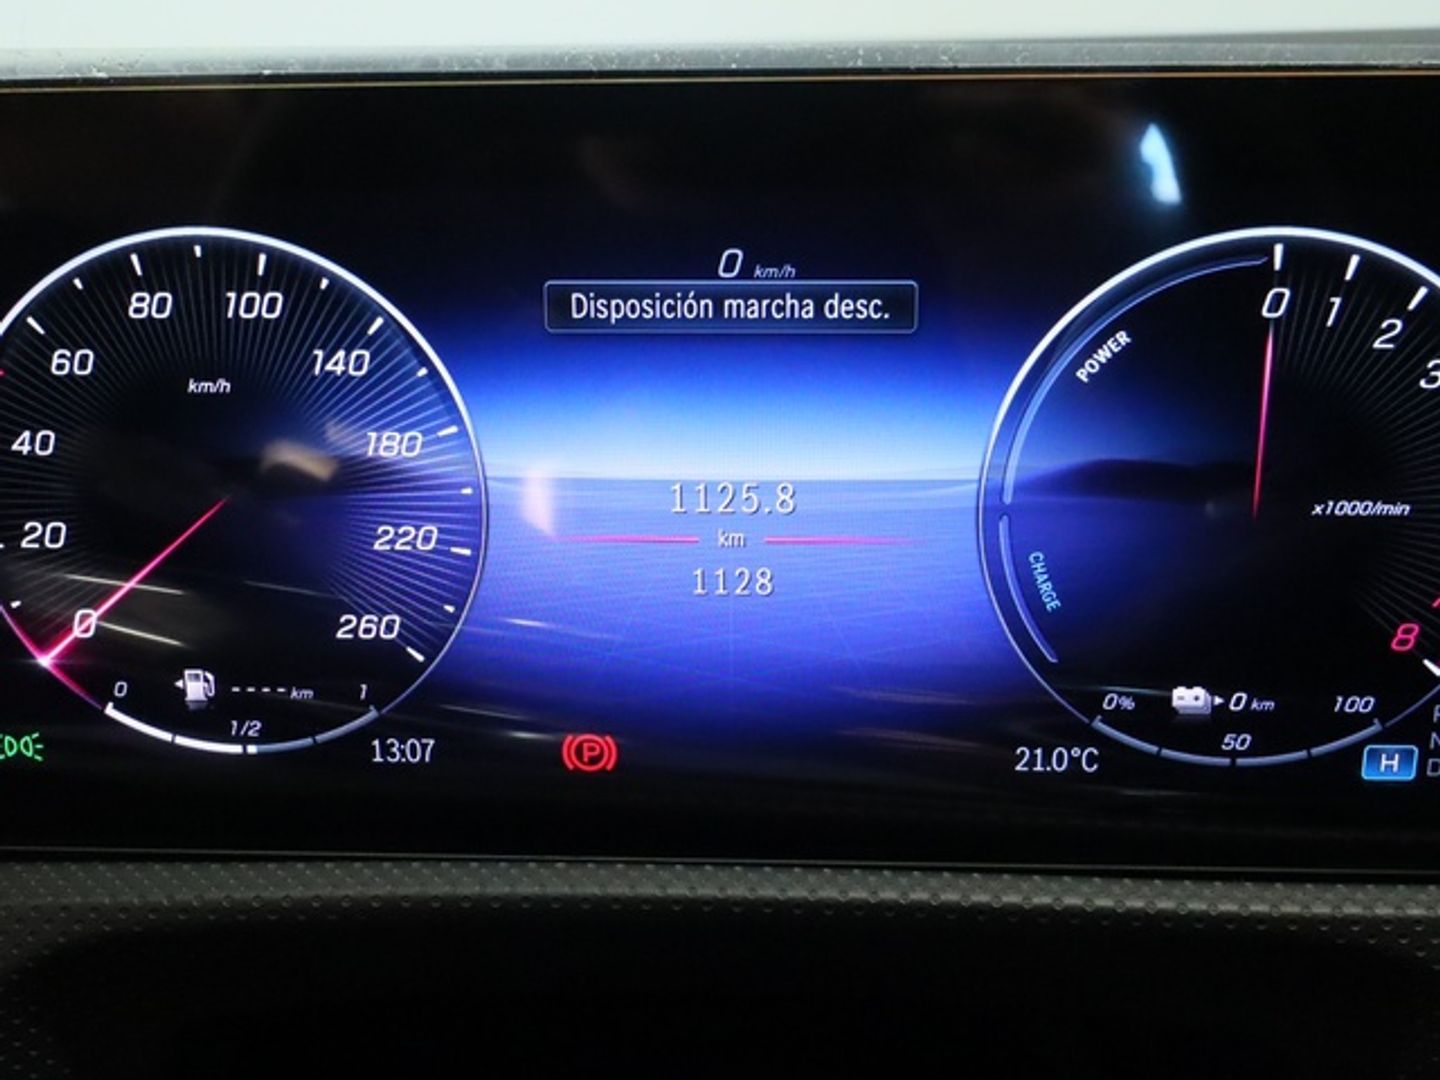 0 km/h
Disposición marcha desc.
80 100
60 140
km/h
40 180
20 220
0 260
0 ---- km 1
1/2
13:07
1125.8
km
1128
0 1 2 3
POWER
x1000/min
CHARGE
8
0% 0 km 100
50
21.0°C
H
P